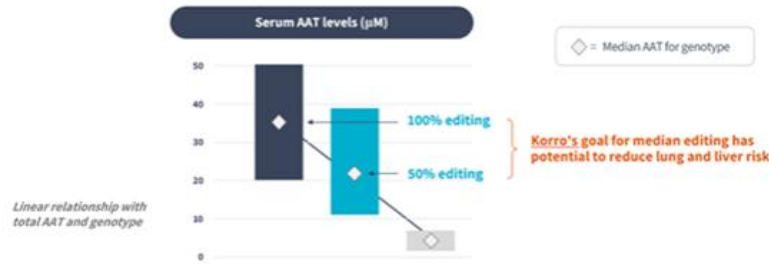 Serum AAT levels (µM)
◇ = Median AAT for genotype
50
40
30
20
10
0
100% editing
50% editing
Korro's goal for median editing has
potential to reduce lung and liver risk
Linear relationship with
total AAT and genotype